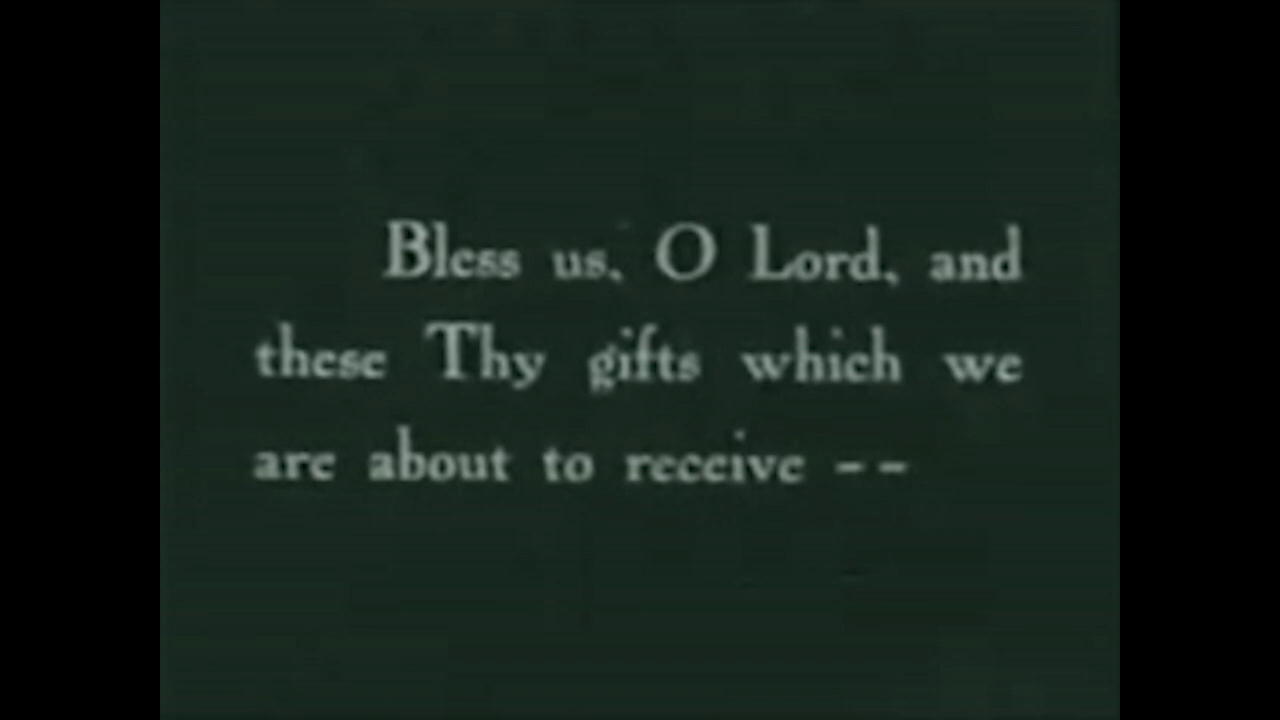 Bless us, O Lord, and
these Thy gifts which we
are about to receive --